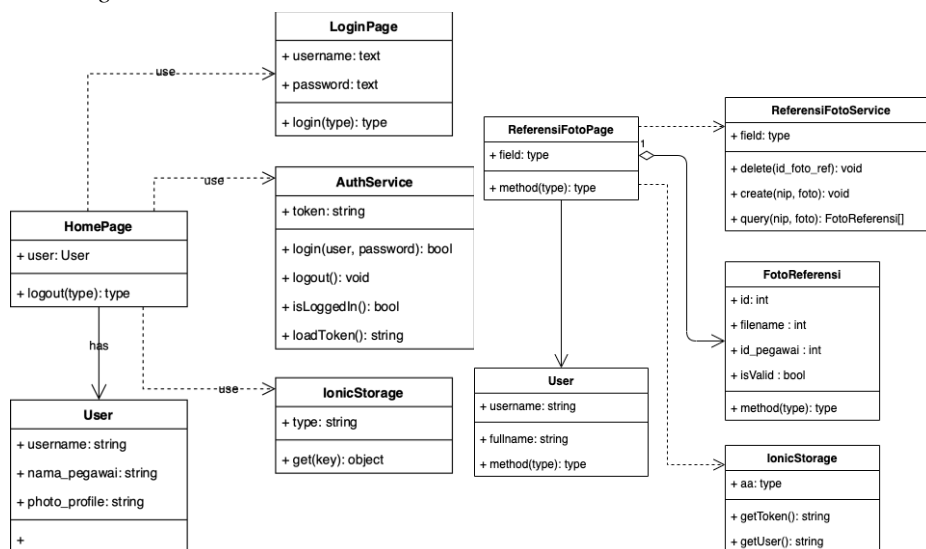 LoginPage
+ username: text
+ password: text
+ login(type): type
use
AuthService
+ token: string
+ login(user, password): bool
+ logout(): void
+ isLoggedIn(): bool
+ loadToken(): string
use
HomePage
+ user: User
+ logout(type): type
has
use
User
+ username: string
+ nama_pegawai: string
+ photo_profile: string
+
IonicStorage
+ type: string
+ get(key): object
ReferensiFotoPage
+ field: type
+ method(type): type
1
ReferensiFotoService
+ field: type
+ delete(id_foto_ref): void
+ create(nip, foto): void
+ query(nip, foto): FotoReferensi[]
FotoReferensi
+ id: int
+ filename : int
+ id_pegawai : int
+ isValid : bool
+ method(type): type
User
+ username: string
+ fullname: string
+ method(type): type
IonicStorage
+ aa: type
+ getToken(): string
+ getUser(): string